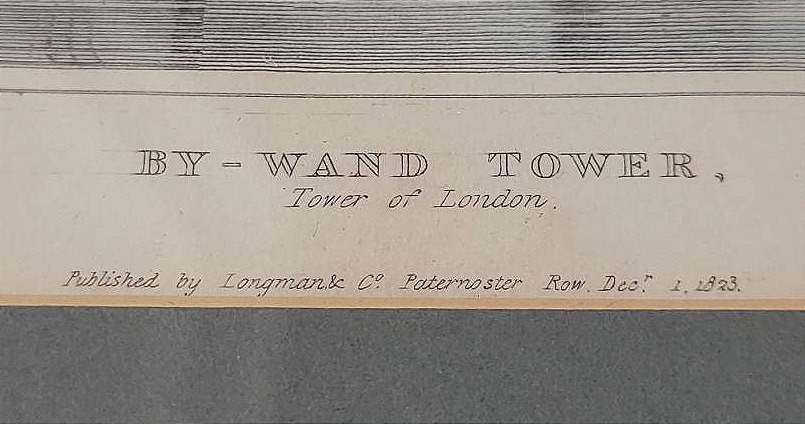 BY-WAND TOWER,
Tower of London.
Published by Longman & Co. Paternoster Row. Decr. 1, 1823.